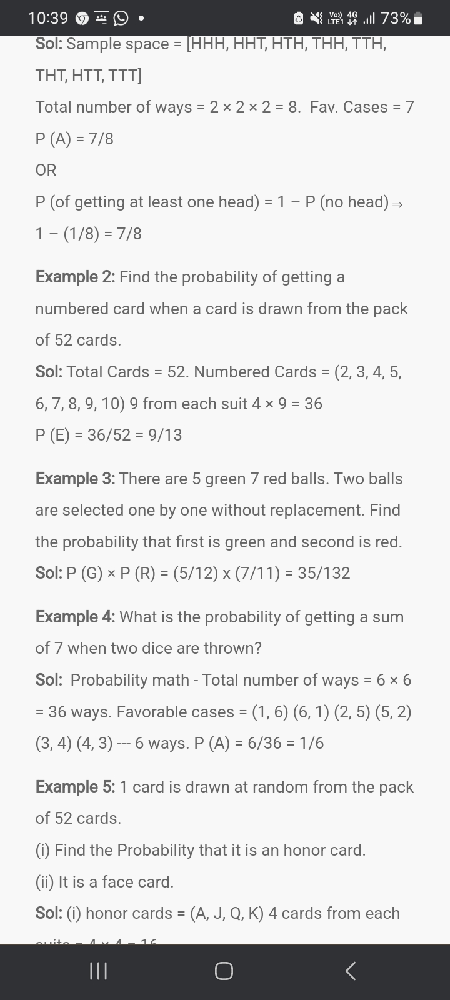 10:39
Vo)) 4G
LTE1
73%
Sol: Sample space = [HHH, HHT, HTH, THH, TTH,
THT, HTT, TTT]
Total number of ways = 2 × 2 × 2 = 8.  Fav. Cases = 7
P (A) = 7/8
OR
P (of getting at least one head) = 1 – P (no head)⇒
1 – (1/8) = 7/8
Example 2: Find the probability of getting a
numbered card when a card is drawn from the pack
of 52 cards.
Sol: Total Cards = 52. Numbered Cards = (2, 3, 4, 5,
6, 7, 8, 9, 10) 9 from each suit 4 × 9 = 36
P (E) = 36/52 = 9/13
Example 3: There are 5 green 7 red balls. Two balls
are selected one by one without replacement. Find
the probability that first is green and second is red.
Sol: P (G) × P (R) = (5/12) x (7/11) = 35/132
Example 4: What is the probability of getting a sum
of 7 when two dice are thrown?
Sol:  Probability math - Total number of ways = 6 × 6
= 36 ways. Favorable cases = (1, 6) (6, 1) (2, 5) (5, 2)
(3, 4) (4, 3) --- 6 ways. P (A) = 6/36 = 1/6
Example 5: 1 card is drawn at random from the pack
of 52 cards.
(i) Find the Probability that it is an honor card.
(ii) It is a face card.
Sol: (i) honor cards = (A, J, Q, K) 4 cards from each
suits = 4 × 4 = 16